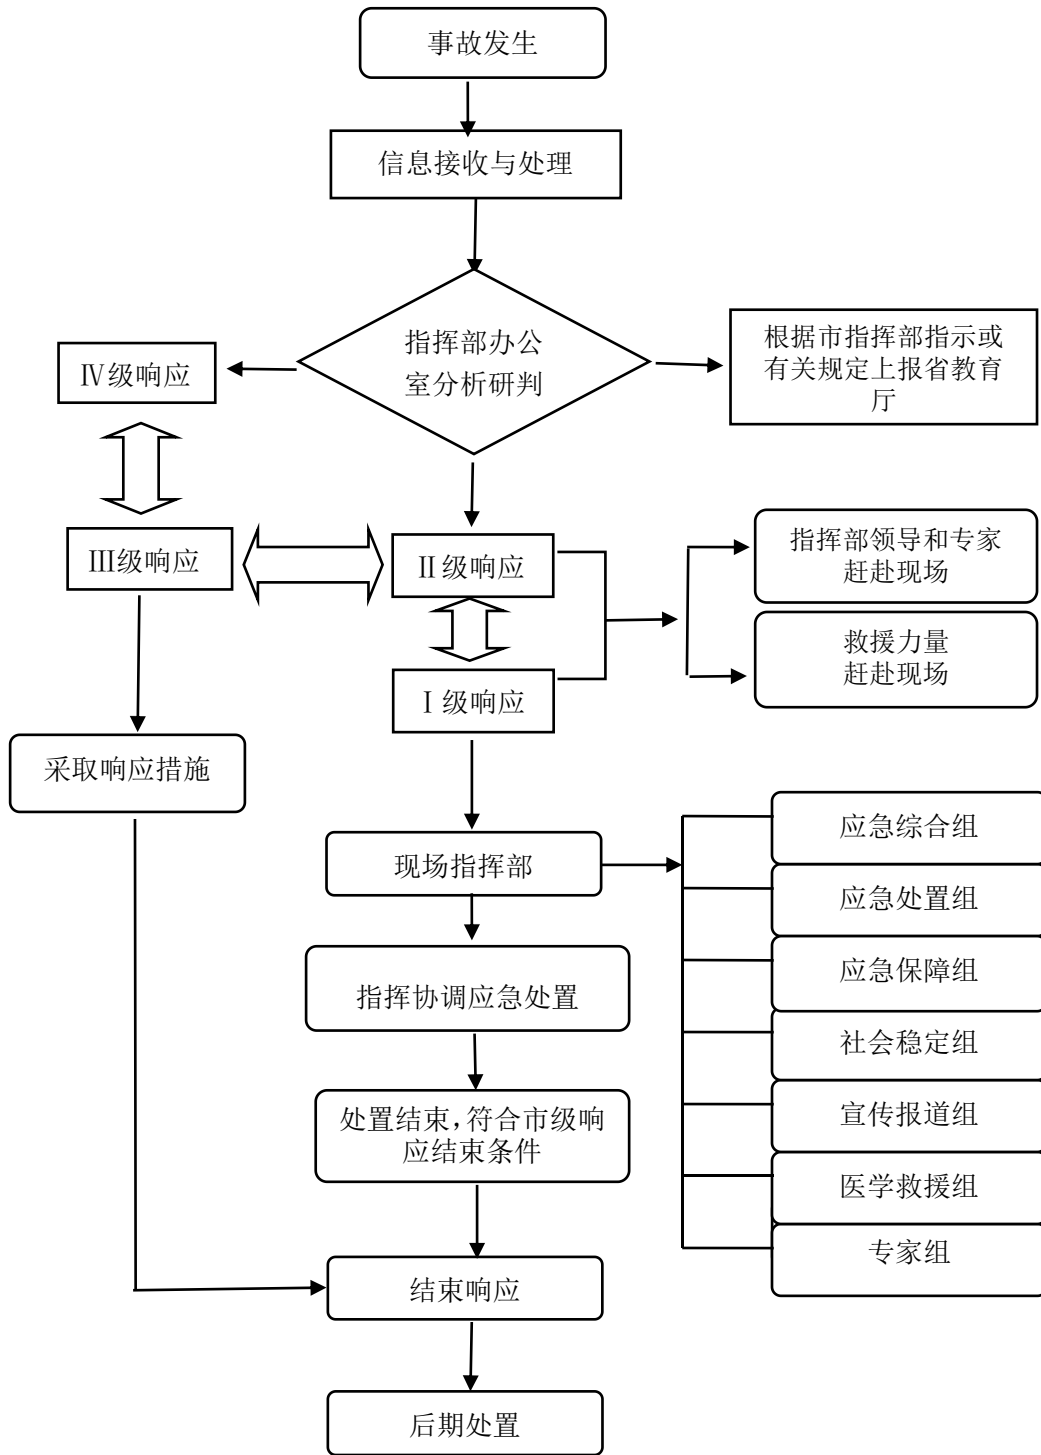 事故发生
信息接收与处理
指挥部办公
室分析研判
根据市指挥部指示或
有关规定上报省教育
厅
Ⅳ级响应
Ⅲ级响应
Ⅱ级响应
指挥部领导和专家
赶赴现场
救援力量
赶赴现场
Ⅰ级响应
采取响应措施
现场指挥部
应急综合组
应急处置组
应急保障组
社会稳定组
宣传报道组
医学救援组
专家组
指挥协调应急处置
处置结束，符合市级响
应结束条件
结束响应
后期处置